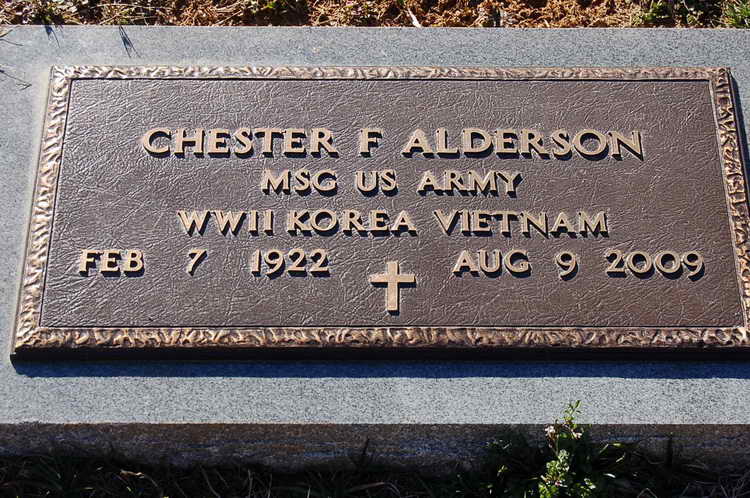 CHESTER F ALDERSON
MSG US ARMY
WWII KOREA VIETNAM
FEB 7 1922 AUG 9 2009